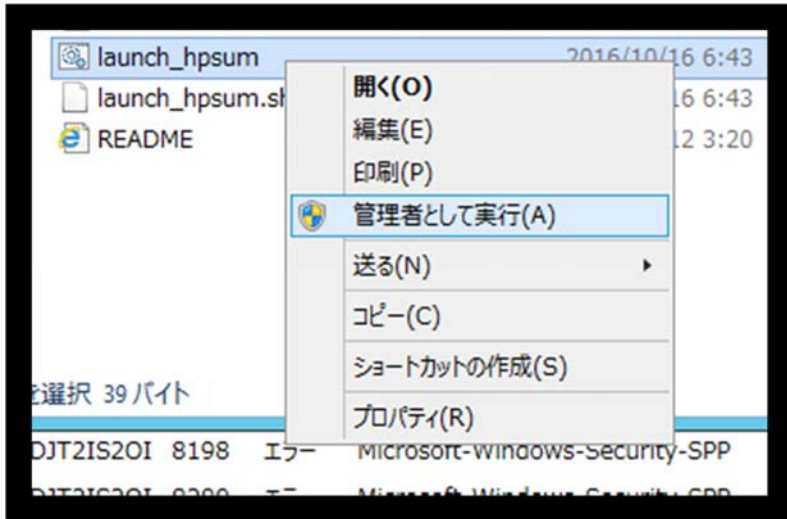 launch_hpsum 2016/10/16 6:43
launch_hpsum.sh 16 6:43
README 12 3:20
開く(O)
編集(E)
印刷(P)
管理者として実行(A)
送る(N)
コピー(C)
ショートカットの作成(S)
プロパティ(R)
を選択 39 バイト
DJT2IS2OI 8198 エラー Microsoft-Windows-Security-SPP